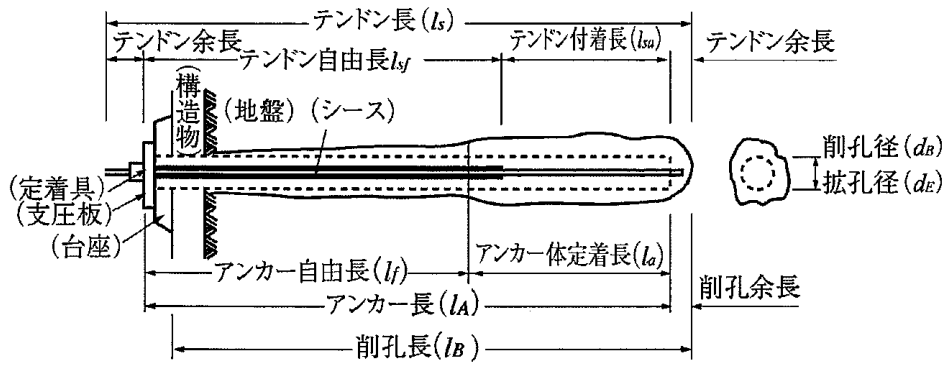 テンドン長(ls)
テンドン余長
テンドン自由長lsf
テンドン付着長(lsa)
テンドン余長
(構造物)
(地盤)
(シース)
削孔径(dB)
拡孔径(dE)
(定着具)
(支圧板)
(台座)
アンカー自由長(lf)
アンカー体定着長(la)
アンカー長(lA)
削孔余長
削孔長(lB)